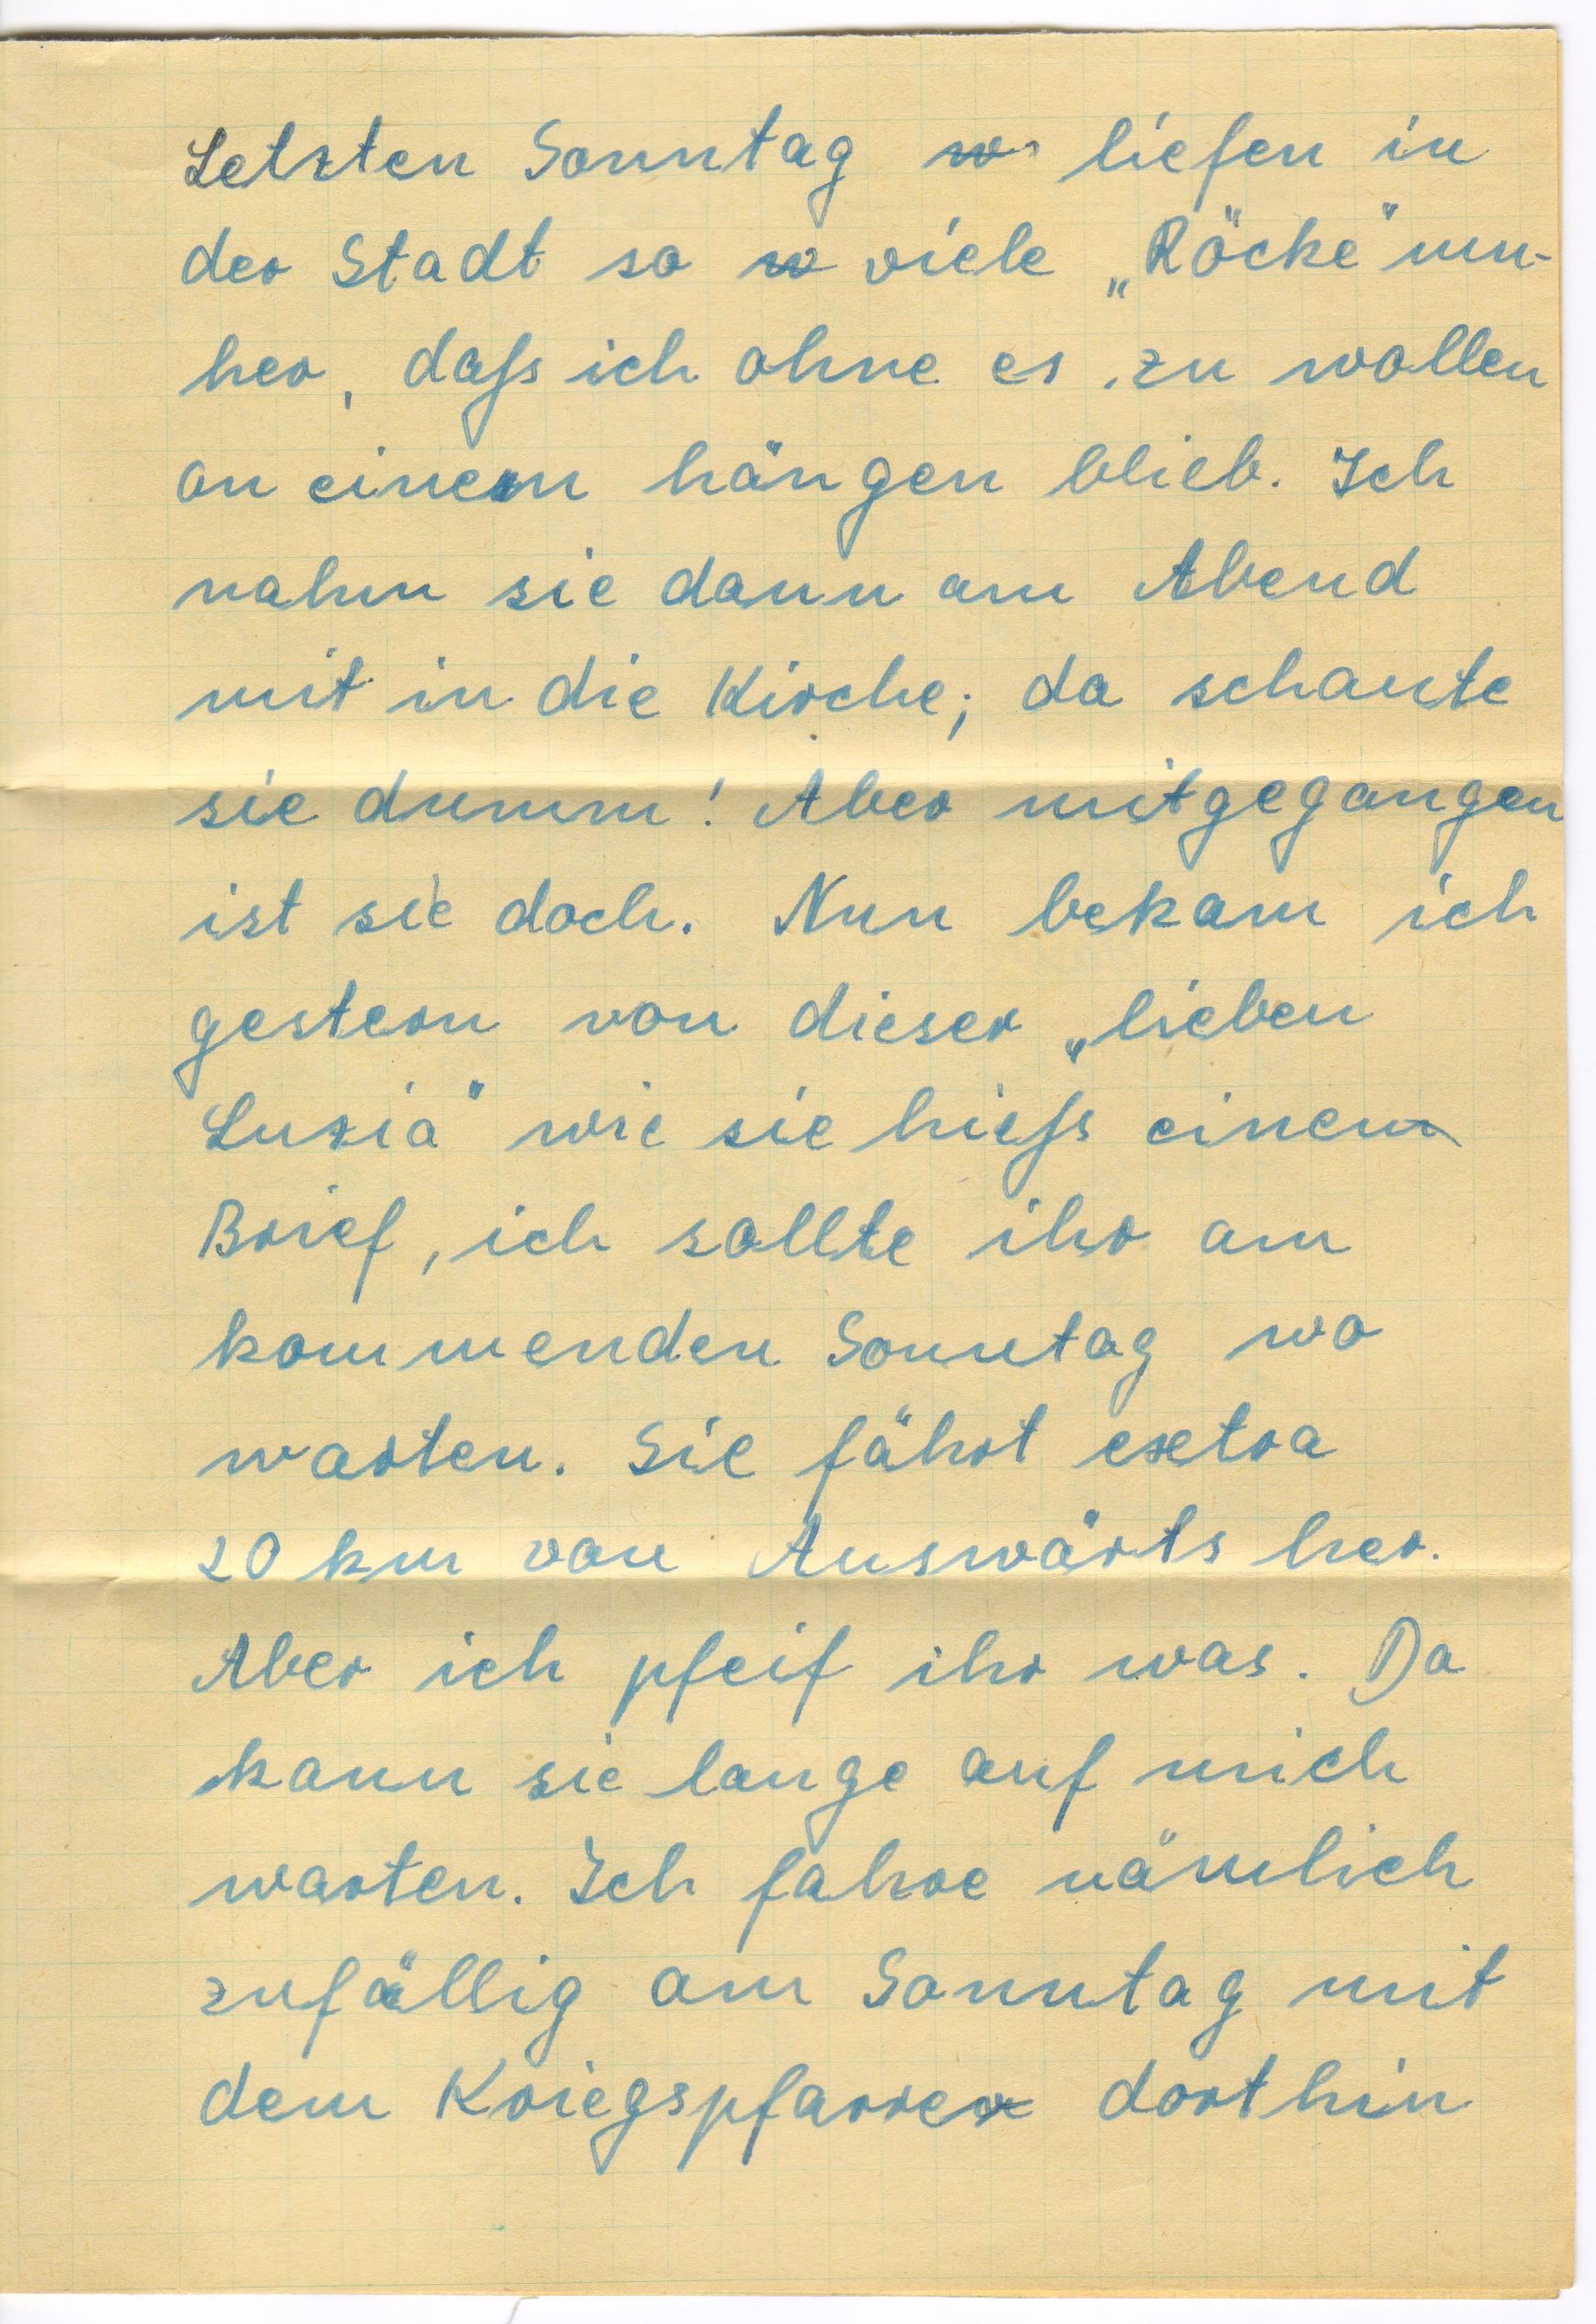 Letzten Sonntag liefen in
der Stadt so viele „Röcke" um-
her, daß ich ohne es zu wollen
an einem hängen blieb. Ich
nahm sie dann am Abend
mit in die Kirche; da schaute
sie dumm! Aber mitgegangen
ist sie doch. Nun bekam ich
gestern von dieser „lieben
Luzia" wie sie hieß einen
Brief, ich sollte ihr am
kommenden Sonntag wo
warten. Sie fährt extra
20 km von Auswärts her.
Aber ich pfeif ihr was. Da
kann sie lange auf mich
warten. Ich fahre nämlich
zufällig am Sonntag mit
dem Kriegspfarrer dorthin